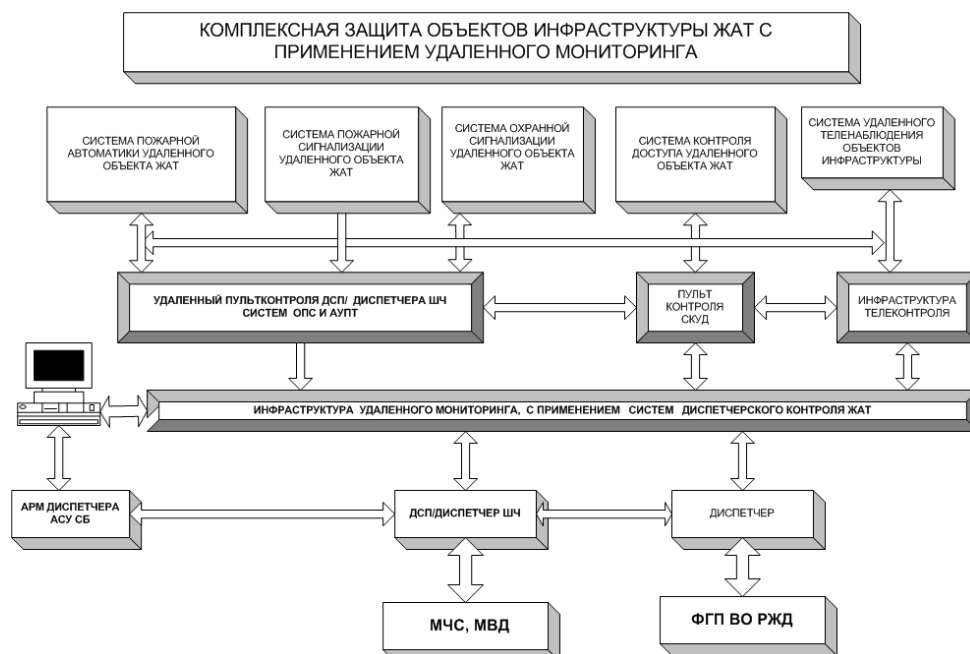 КОМПЛЕКСНАЯ ЗАЩИТА ОБЪЕКТОВ ИНФРАСТРУКТУРЫ ЖАТ С
ПРИМЕНЕНИЕМ УДАЛЕННОГО МОНИТОРИНГА
СИСТЕМА ПОЖАРНОЙ
АВТОМАТИКИ УДАЛЕННОГО
ОБЪЕКТА ЖАТ
СИСТЕМА ПОЖАРНОЙ
СИГНАЛИЗАЦИИ
УДАЛЕННОГО ОБЪЕКТА
ЖАТ
СИСТЕМА ОХРАННОЙ
СИГНАЛИЗАЦИИ
УДАЛЕННОГО ОБЪЕКТА
ЖАТ
СИСТЕМА КОНТРОЛЯ
ДОСТУПА УДАЛЕННОГО
ОБЪЕКТА ЖАТ
СИСТЕМА УДАЛЕННОГО
ТЕЛЕНАБЛЮДЕНИЯ
ОБЪЕКТОВ
ИНФРАСТРУКТУРЫ
УДАЛЕННЫЙ ПУЛЬТКОНТРОЛЯ ДСП/ ДИСПЕТЧЕРА ШЧ
СИСТЕМ ОПС И АУПТ
ПУЛЬТ
КОНТРОЛЯ
СКУД
ИНФРАСТРУКТУРА
ТЕЛЕКОНТРОЛЯ
ИНФРАСТРУКТУРА УДАЛЕННОГО МОНИТОРИНГА, С ПРИМЕНЕНИЕМ СИСТЕМ ДИСПЕТЧЕРСКОГО КОНТРОЛЯ ЖАТ
АРМ ДИСПЕТЧЕРА
АСУ СБ
ДСП/ДИСПЕТЧЕР ШЧ
ДИСПЕТЧЕР
МЧС, МВД
ФГП ВО РЖД